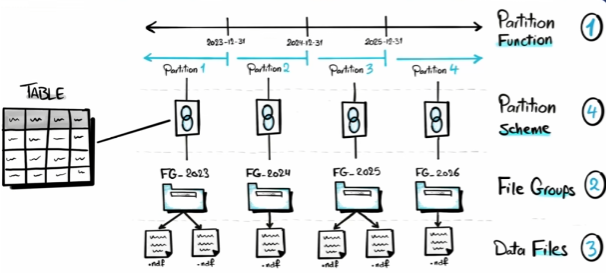 Partition
Function
1
2023-12-31
2024-12-31
2025-12-31
Partition 1
Partition 2
Partition 3
Partition 4
TABLE
Partition
Scheme
4
FG_2023
FG_2024
FG_2025
FG_2026
File Groups
2
.ndf
.ndf
.ndf
.ndf
.ndf
.ndf
Data Files
3